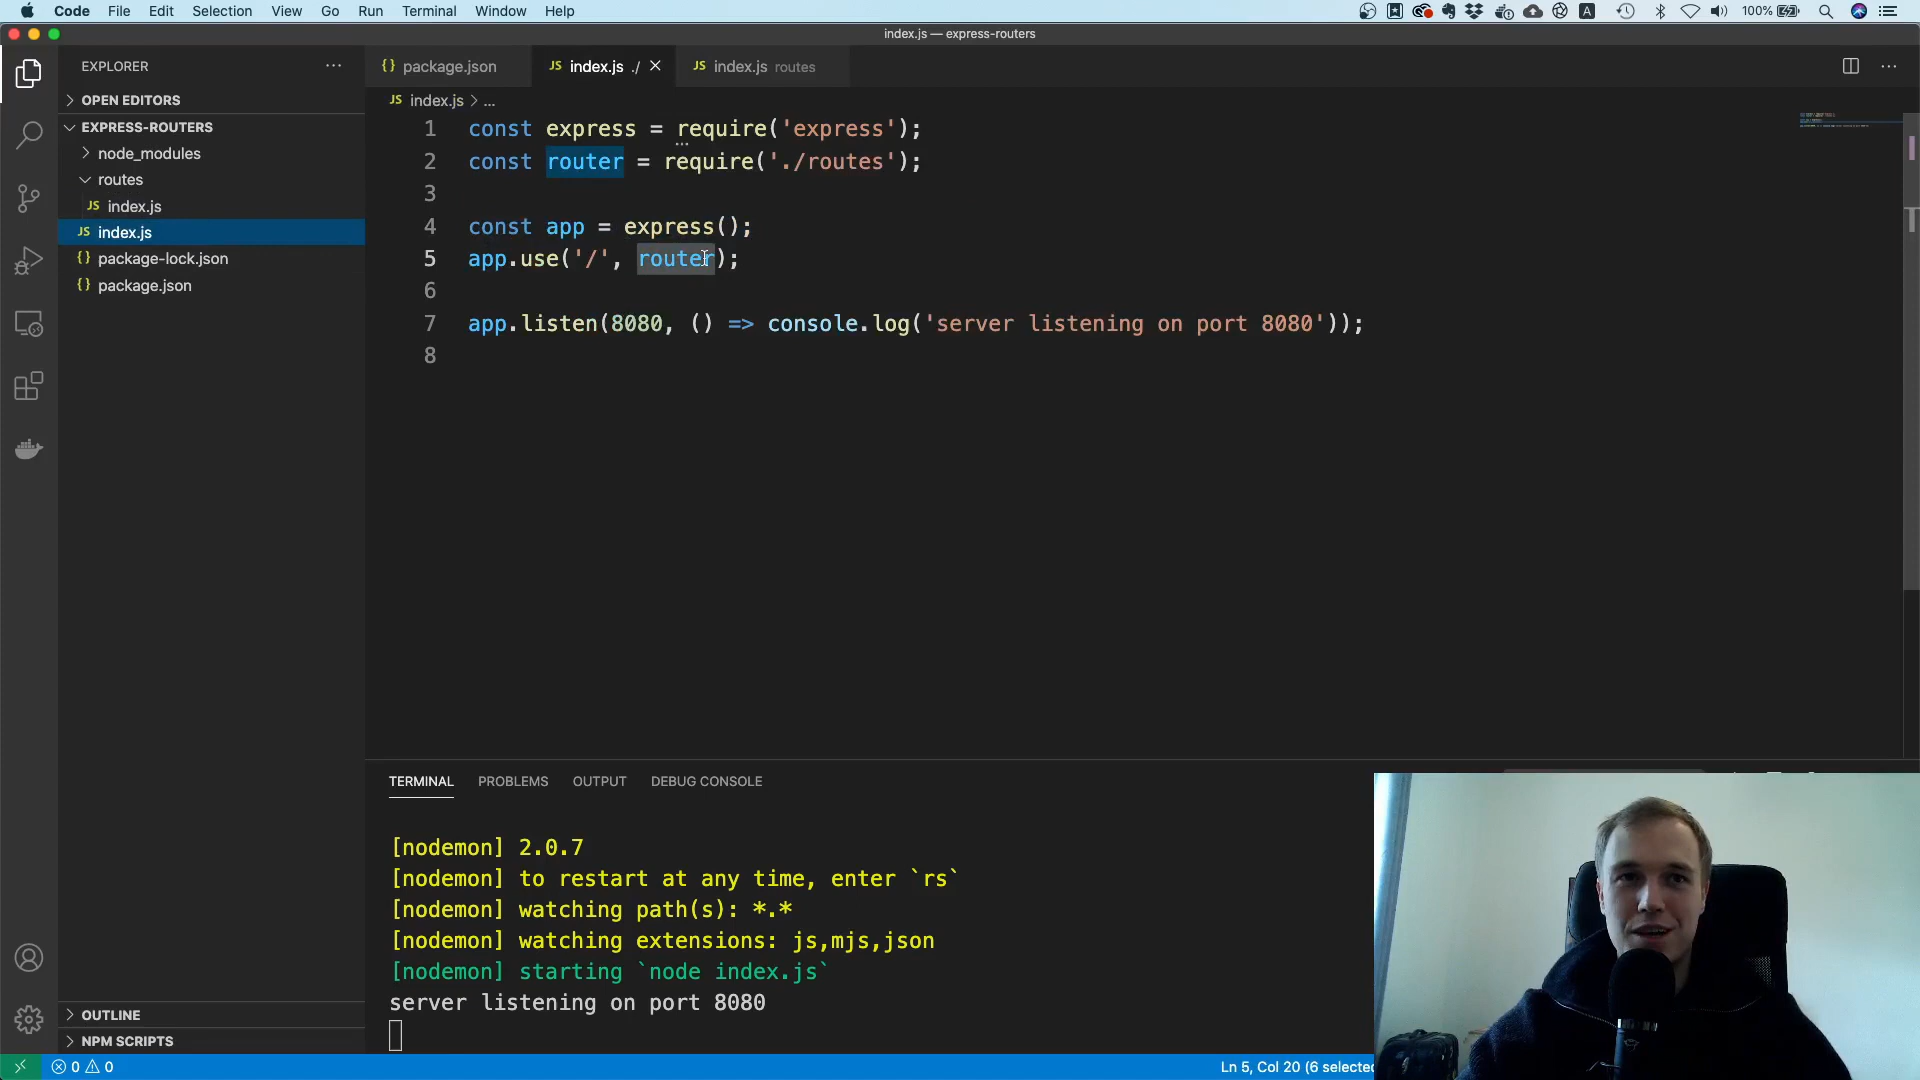 Code File Edit Selection View Go Run Terminal Window Help
100%
index.js — express-routers
EXPLORER
OPEN EDITORS
EXPRESS-ROUTERS
node_modules
routes
JS index.js
JS index.js
{} package-lock.json
{} package.json
OUTLINE
NPM SCRIPTS
{} package.json
JS index.js ./
JS index.js routes
JS index.js > ...
1 const express = require('express');
2 const router = require('./routes');
3
4 const app = express();
5 app.use('/', router);
6
7 app.listen(8080, () => console.log('server listening on port 8080'));
8
TERMINAL PROBLEMS OUTPUT DEBUG CONSOLE
[nodemon] 2.0.7
[nodemon] to restart at any time, enter `rs`
[nodemon] watching path(s): *.*
[nodemon] watching extensions: js,mjs,json
[nodemon] starting `node index.js`
server listening on port 8080
0 0
Ln 5, Col 20 (6 selected